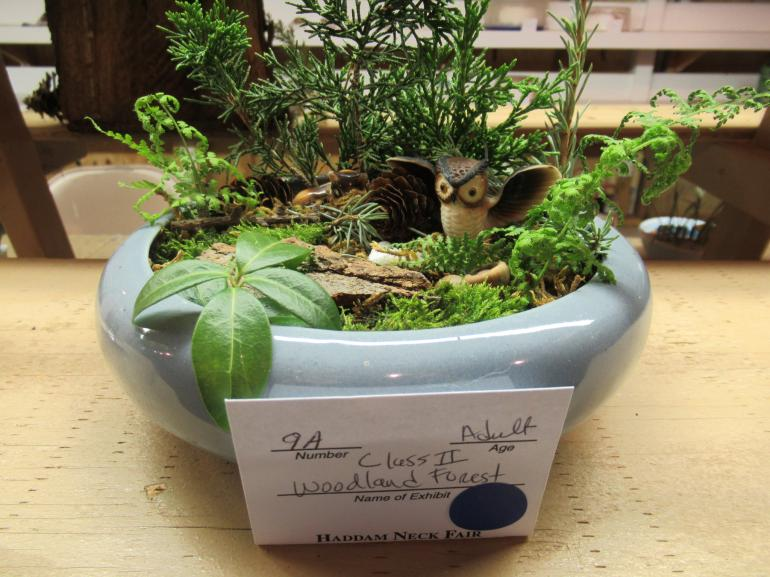 9A Adult
Number Age
Class II
Woodland Forest
Name of Exhibit
HADDAM NECK FAIR